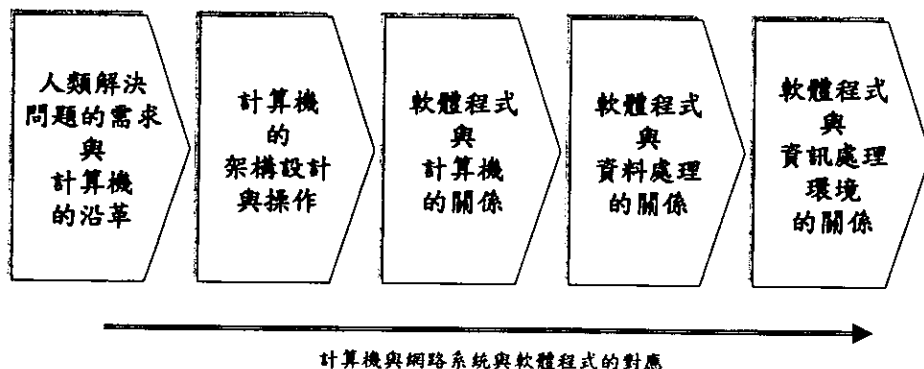 人類解決
問題的需求
與
計算機
的沿革
計算機
的
架構設計
與操作
軟體程式
與
計算機
的關係
軟體程式
與
資料處理
的關係
軟體程式
與
資訊處理
環境
的關係
計算機與網路系統與軟體程式的對應